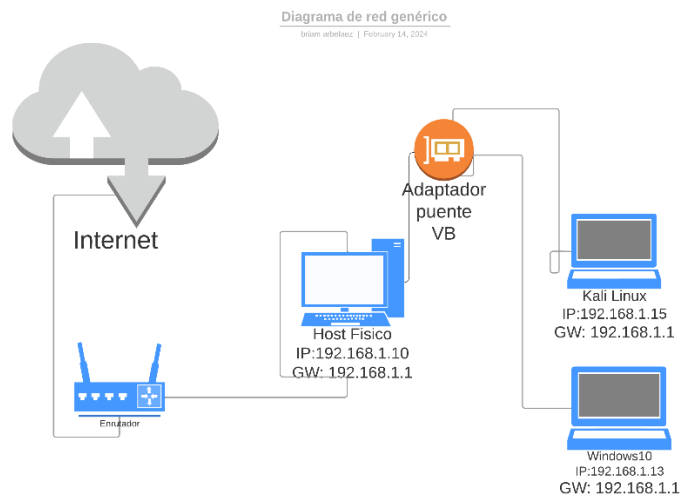 Diagrama de red genérico
briam arbelaez | February 14, 2024
Internet
Adaptador
puente
VB
Host Fisico
IP:192.168.1.10
GW: 192.168.1.1
Kali Linux
IP:192.168.1.15
GW: 192.168.1.1
Enrutador
Windows10
IP:192.168.1.13
GW: 192.168.1.1